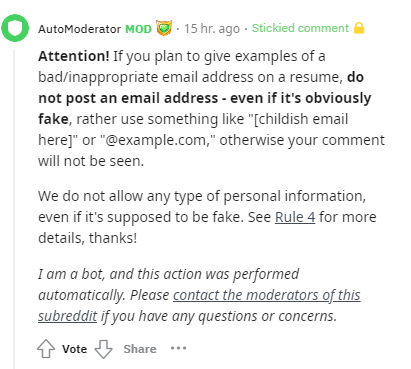 AutoModerator MOD · 15 hr. ago · Stickied comment
Attention! If you plan to give examples of a
bad/inappropriate email address on a resume, do
not post an email address - even if it's obviously
fake, rather use something like "[childish email
here]" or "@example.com," otherwise your comment
will not be seen.
We do not allow any type of personal information,
even if it's supposed to be fake. See Rule 4 for more
details, thanks!
I am a bot, and this action was performed
automatically. Please contact the moderators of this
subreddit if you have any questions or concerns.
Vote Share •••